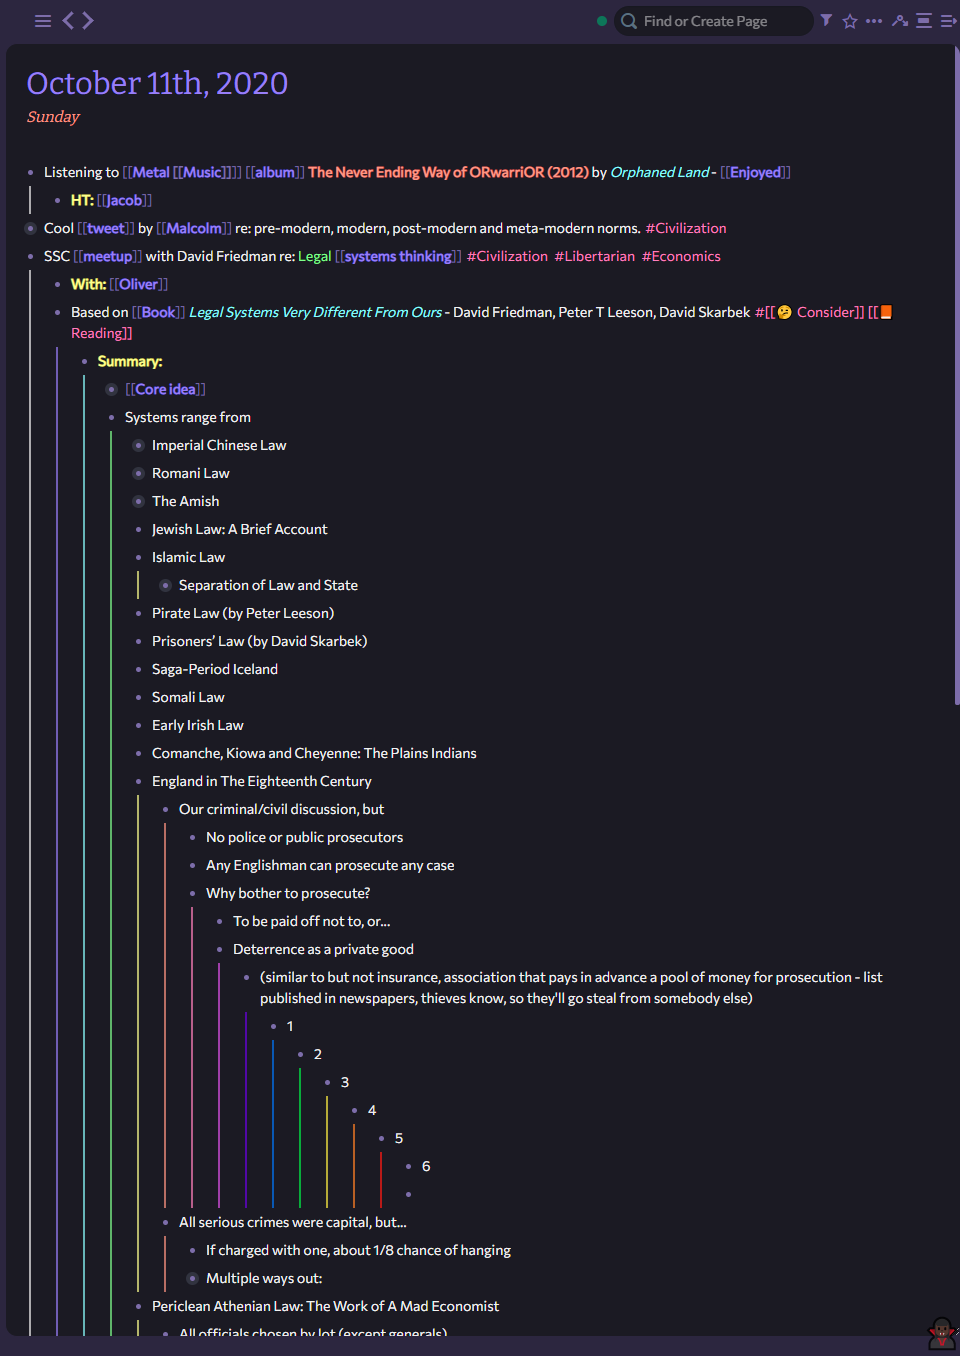 Find or Create Page
October 11th, 2020
Sunday
Listening to [[Metal [[Music]]]] [[album]] The Never Ending Way of ORwarriOR (2012) by Orphaned Land - [[Enjoyed]]
HT: [[Jacob]]
Cool [[tweet]] by [[Malcolm]] re: pre-modern, modern, post-modern and meta-modern norms. #Civilization
SSC [[meetup]] with David Friedman re: Legal [[systems thinking]] #Civilization #Libertarian #Economics
With: [[Oliver]]
Based on [[Book]] Legal Systems Very Different From Ours - David Friedman, Peter T Leeson, David Skarbek #[[🤔 Consider]] [[📙
Reading]]
Summary:
[[Core idea]]
Systems range from
Imperial Chinese Law
Romani Law
The Amish
Jewish Law: A Brief Account
Islamic Law
Separation of Law and State
Pirate Law (by Peter Leeson)
Prisoners’ Law (by David Skarbek)
Saga-Period Iceland
Somali Law
Early Irish Law
Comanche, Kiowa and Cheyenne: The Plains Indians
England in The Eighteenth Century
Our criminal/civil discussion, but
No police or public prosecutors
Any Englishman can prosecute any case
Why bother to prosecute?
To be paid off not to, or...
Deterrence as a private good
(similar to but not insurance, association that pays in advance a pool of money for prosecution - list
published in newspapers, thieves know, so they'll go steal from somebody else)
1
2
3
4
5
6
All serious crimes were capital, but...
If charged with one, about 1/8 chance of hanging
Multiple ways out:
Periclean Athenian Law: The Work of A Mad Economist
All officials chosen by lot (except generals)